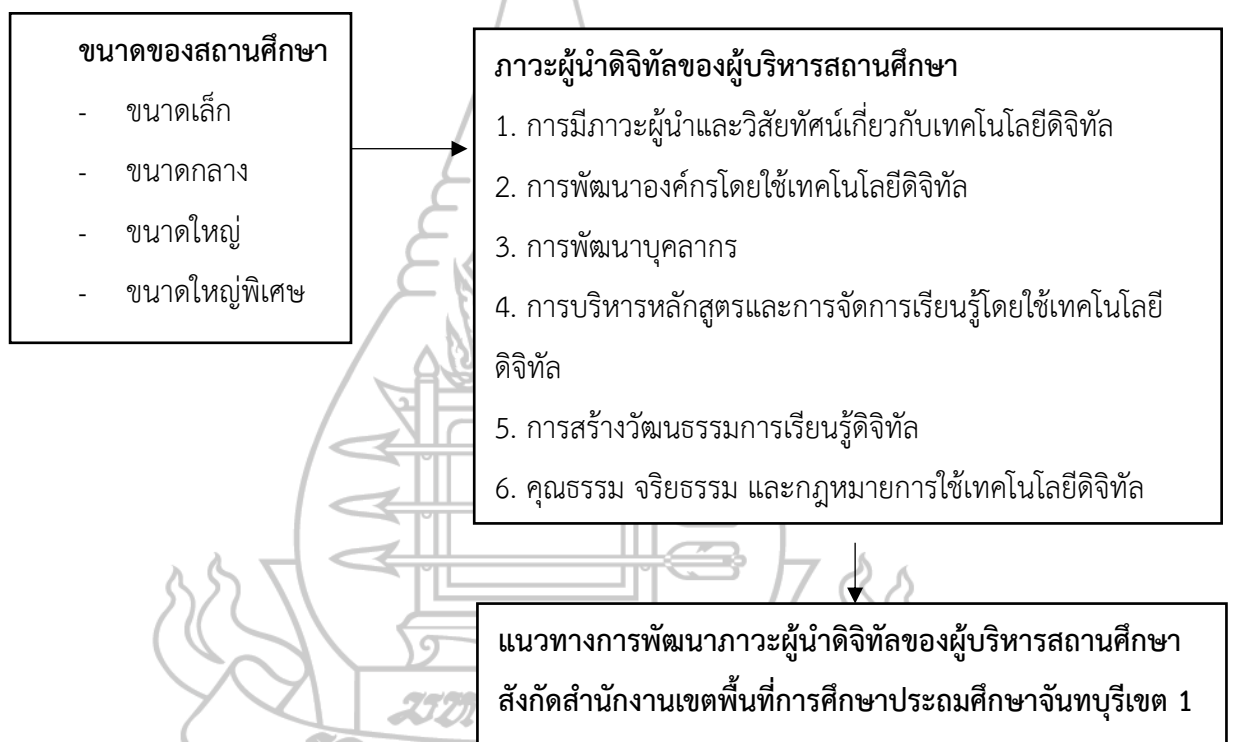 ขนาดของสถานศึกษา
- ขนาดเล็ก
- ขนาดกลาง
- ขนาดใหญ่
- ขนาดใหญ่พิเศษ
ภาวะผู้นำดิจิทัลของผู้บริหารสถานศึกษา
1. การมีภาวะผู้นำและวิสัยทัศน์เกี่ยวกับเทคโนโลยีดิจิทัล
2. การพัฒนาองค์กรโดยใช้เทคโนโลยีดิจิทัล
3. การพัฒนาบุคลากร
4. การบริหารหลักสูตรและการจัดการเรียนรู้โดยใช้เทคโนโลยี
ดิจิทัล
5. การสร้างวัฒนธรรมการเรียนรู้ดิจิทัล
6. คุณธรรม จริยธรรม และกฎหมายการใช้เทคโนโลยีดิจิทัล
แนวทางการพัฒนาภาวะผู้นำดิจิทัลของผู้บริหารสถานศึกษา
สังกัดสำนักงานเขตพื้นที่การศึกษาประถมศึกษาจันทบุรีเขต 1